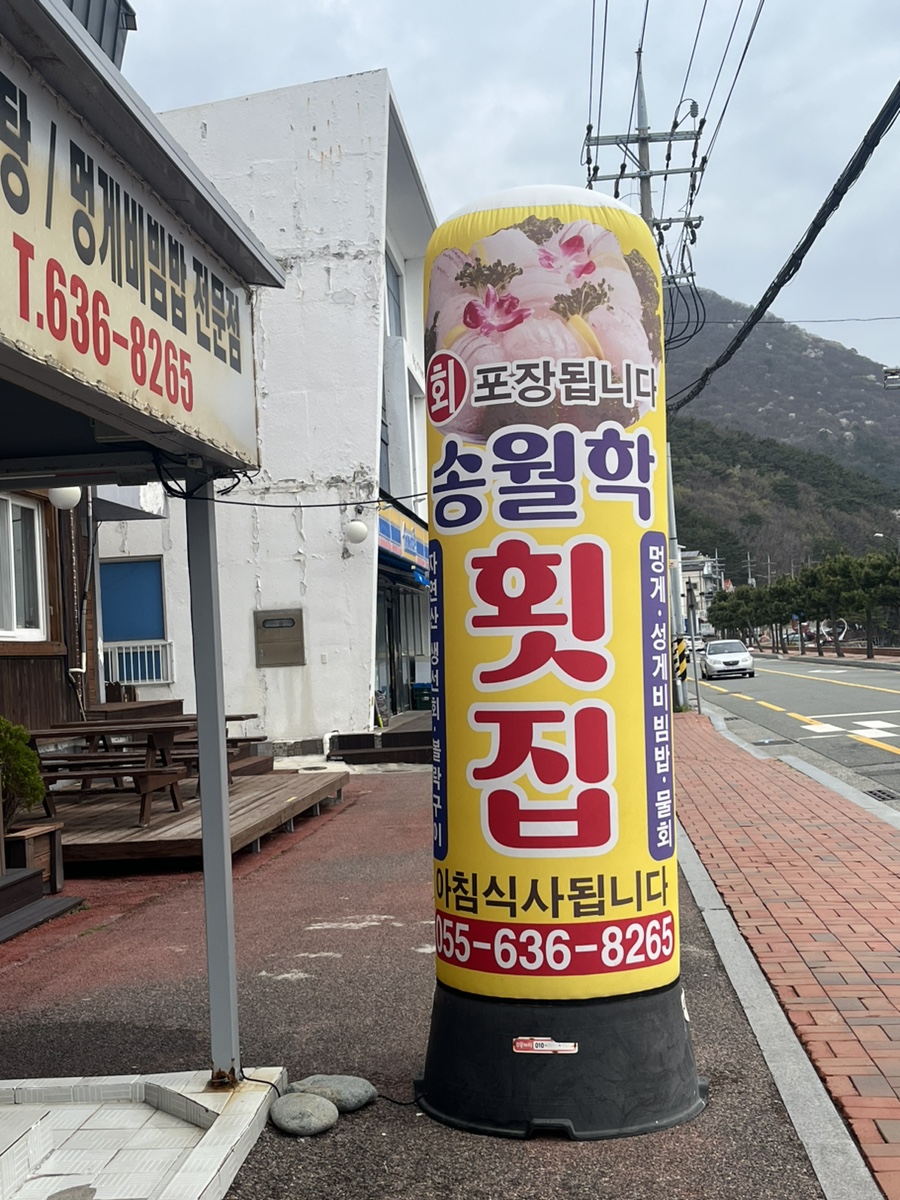 탕 / 멍게비빔밥 전문점
T.636-8265
회 포장됩니다
송월학
횟집
자연산 생선회·볼락구이
멍게·성게비빔밥·물회
아침식사됩니다
055-636-8265
010